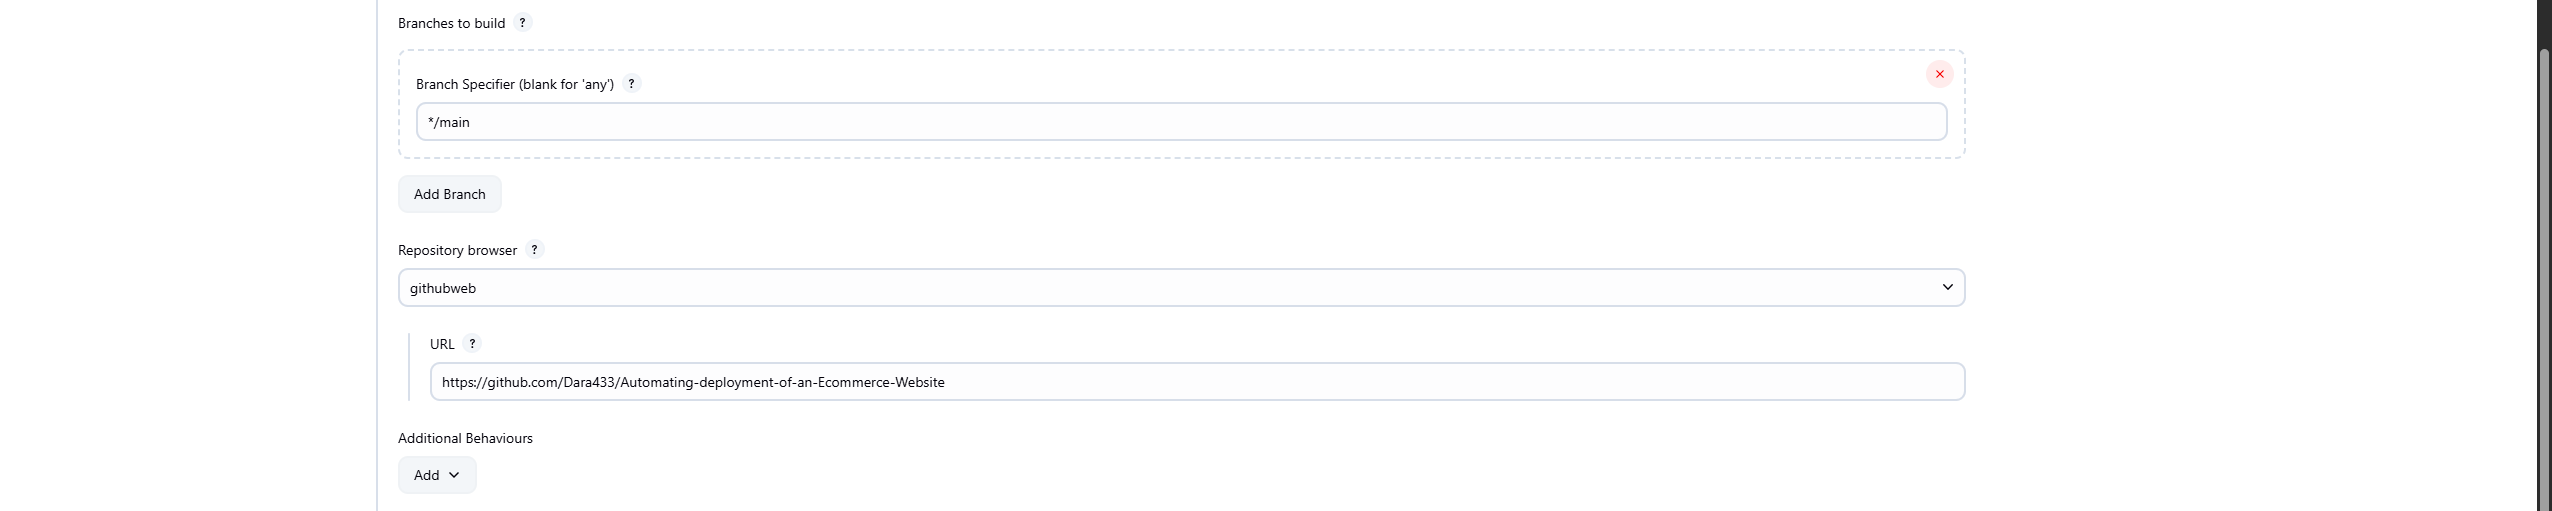 Branches to build ?
Branch Specifier (blank for 'any') ?
*/main
Add Branch
Repository browser ?
githubweb
URL ?
https://github.com/Dara433/Automating-deployment-of-an-Ecommerce-Website
Additional Behaviours
Add